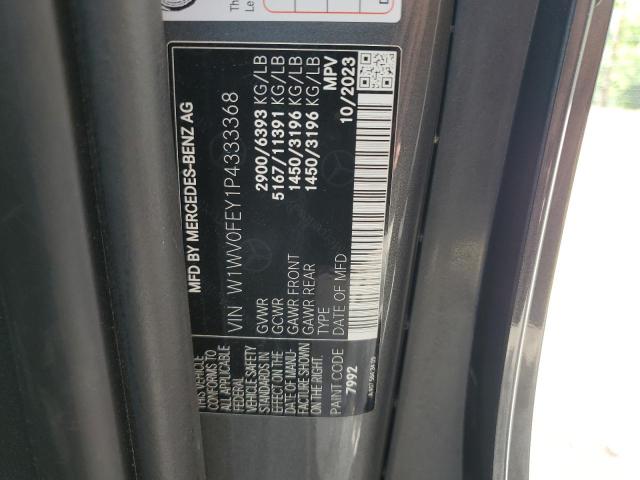 MFD BY MERCEDES-BENZ AG
VIN W1WV0FEY1P4333368
GVWR 2900/6393 KG/LB
GCWR 5167/11391 KG/LB
GAWR FRONT 1450/3196 KG/LB
GAWR REAR 1450/3196 KG/LB
TYPE MPV
DATE OF MFD 10/2023
THIS VEHICLE
CONFORMS TO
ALL APPLICABLE
FEDERAL
VEHICLE SAFETY
STANDARDS IN
EFFECT ON THE
DATE OF MANU-
FACTURE SHOWN
ON THE RIGHT.
PAINT CODE
7992
Th
Le